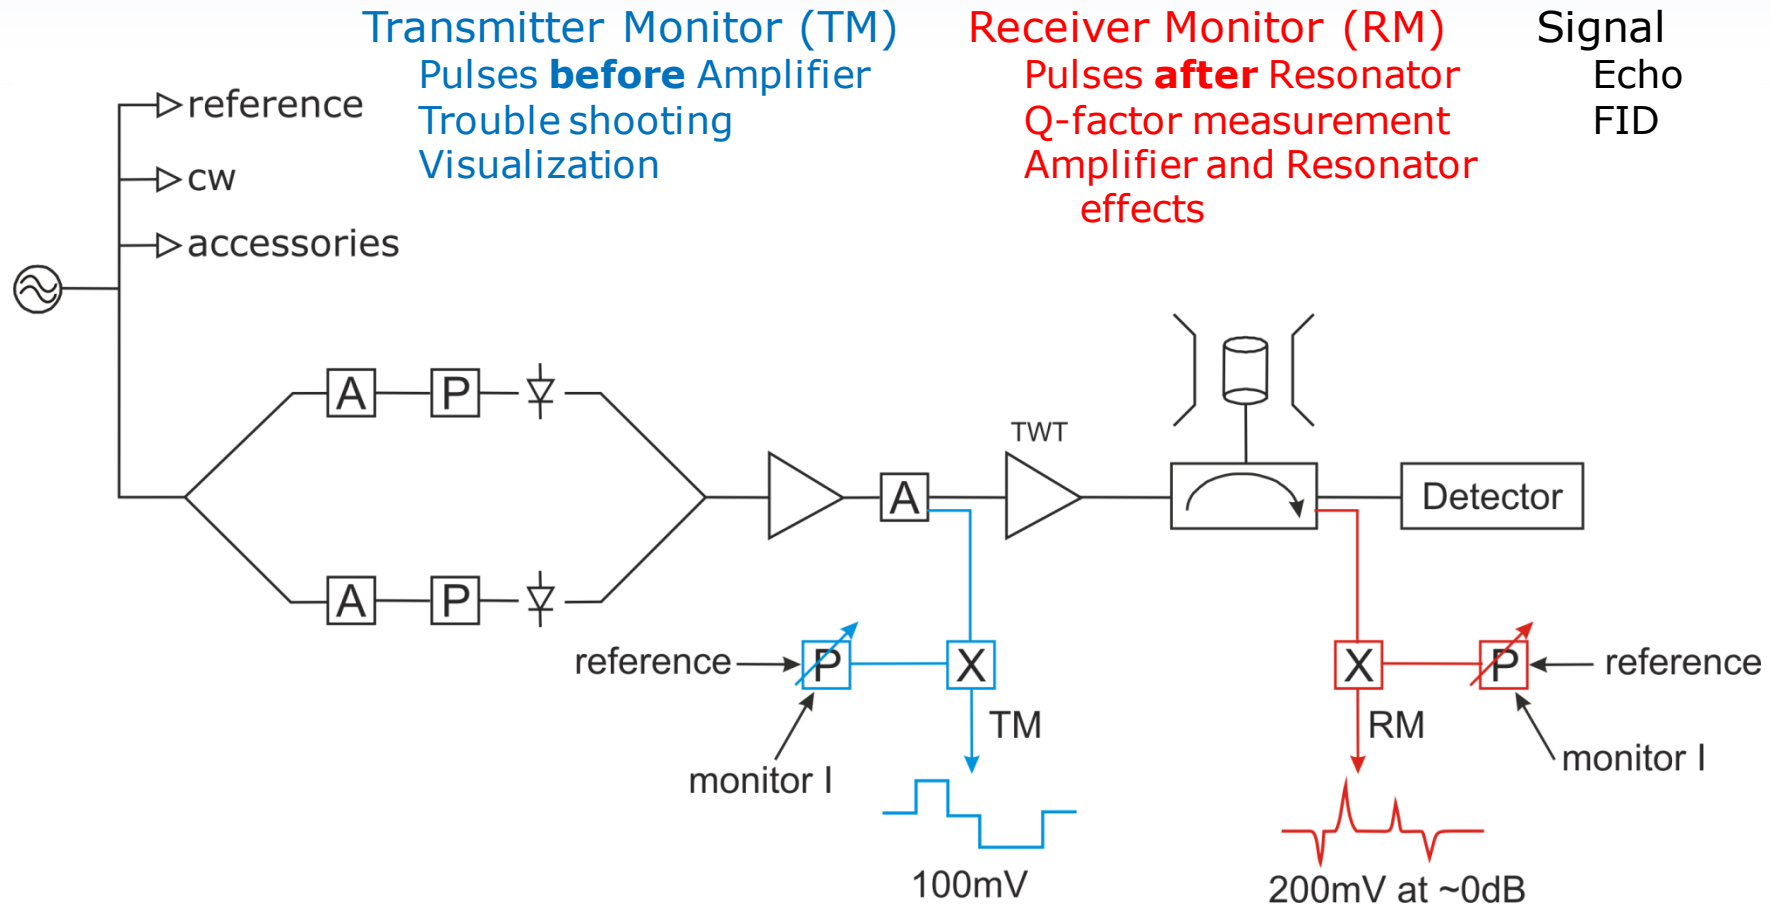 Transmitter Monitor (TM)
Pulses before Amplifier
Trouble shooting
Visualization
Receiver Monitor (RM)
Pulses after Resonator
Q-factor measurement
Amplifier and Resonator
effects
Signal
Echo
FID
reference
cw
accessories
A
P
A
P
A
TWT
Detector
reference
P
X
TM
monitor I
100mV
X
P
reference
RM
monitor I
200mV at ~0dB